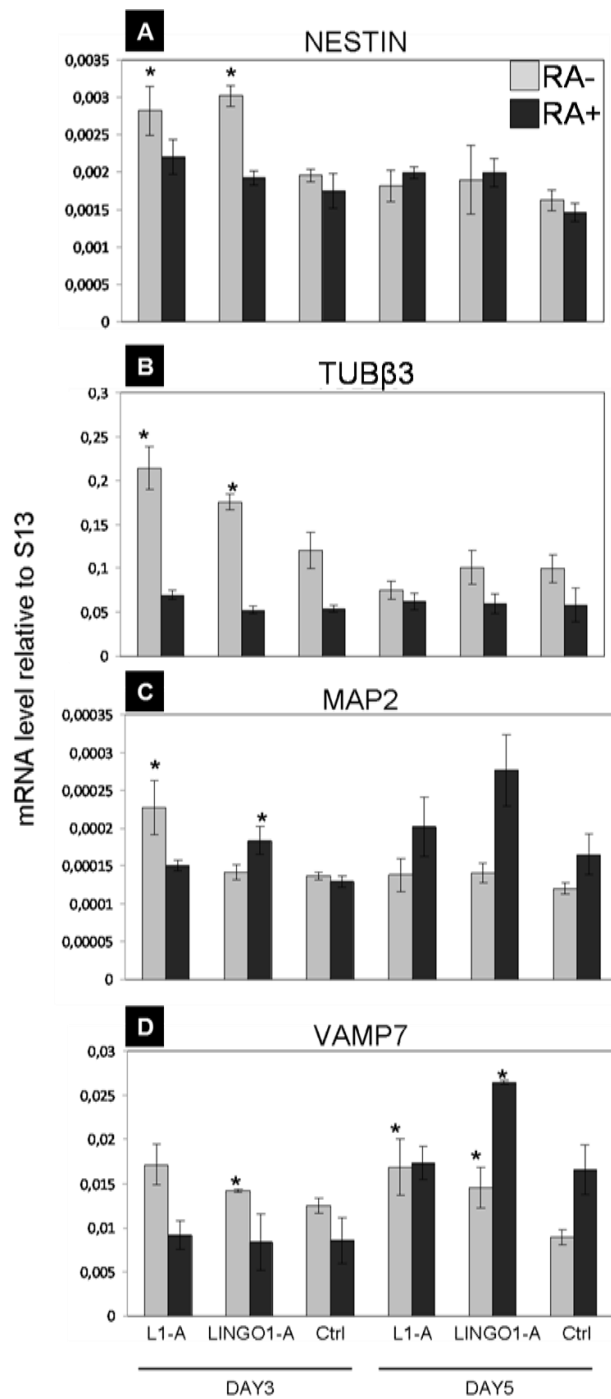 A
NESTIN
0,0035
0,003
0,0025
0,002
0,0015
0,001
0,0005
0
* *
RA-
RA+
B
TUBβ3
0,3
0,25
0,2
0,15
0,1
0,05
0
* *
mRNA level relative to S13
C
MAP2
0,00035
0,0003
0,00025
0,0002
0,00015
0,0001
0,00005
0
* *
D
VAMP7
0,03
0,025
0,02
0,015
0,01
0,005
0
* * * *
L1-A LINGO1-A Ctrl L1-A LINGO1-A Ctrl
DAY3 DAY5